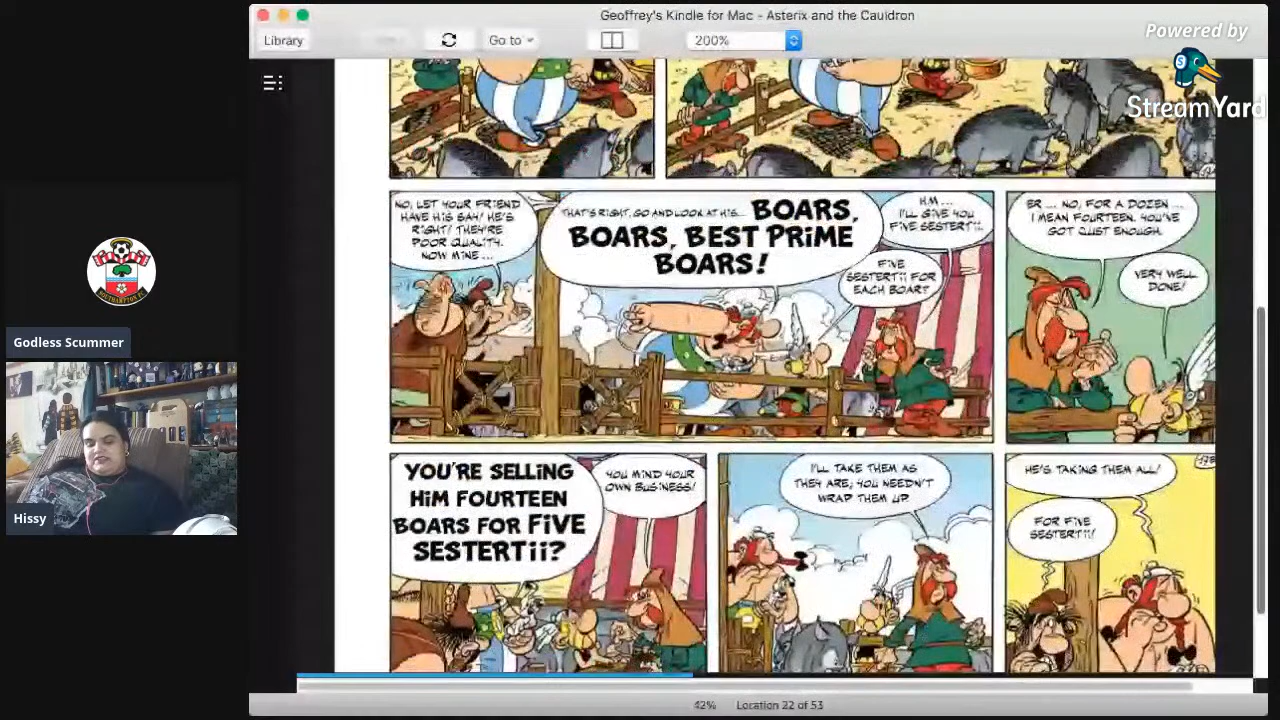 Geoffrey's Kindle for Mac - Asterix and the Cauldron
Powered by
StreamYard
Library
Go to
200%
NO, LET YOUR FRIEND
HAVE HIS SAY! HE'S
RIGHT! THEY'RE
POOR QUALITY.
NOW MINE ...
THAT'S RIGHT, GO AND LOOK AT HIS... BOARS,
BOARS, BEST PRIME
BOARS!
H.M ...
I'LL GIVE YOU
FIVE SESTERTII.
FIVE
SESTERTII FOR
EACH BOAR?
ER ... NO, FOR A DOZEN ...
I MEAN FOURTEEN. YOU'VE
GOT JUST ENOUGH.
VERY WELL
DONE!
YOU'RE SELLING
HIM FOURTEEN
BOARS FOR FIVE
SESTERTII?
YOU MIND YOUR
OWN BUSINESS!
I'LL TAKE THEM AS
THEY ARE; YOU NEEDN'T
WRAP THEM UP.
HE'S TAKING THEM ALL!
FOR FIVE
SESTERTII!
Godless Scummer
Hissy
SOUTHAMPTON FC
42% Location 22 of 53